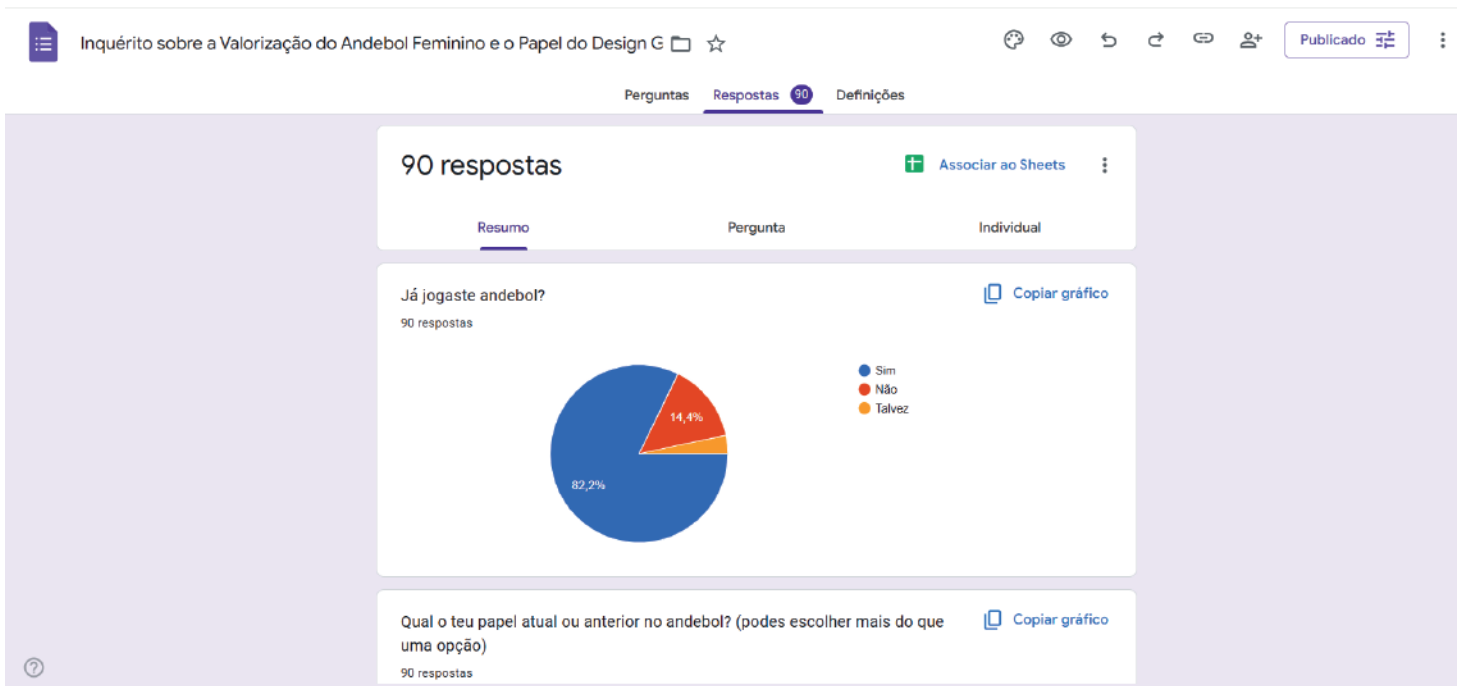 Inquérito sobre a Valorização do Andebol Feminino e o Papel do Design G
Publicado
Perguntas Respostas 90 Definições
90 respostas
Associar ao Sheets
Resumo Pergunta Individual
Já jogaste andebol?
Copiar gráfico
90 respostas
Sim
Não
Talvez
14,4%
82,2%
Qual o teu papel atual ou anterior no andebol? (podes escolher mais do que
uma opção)
Copiar gráfico
90 respostas